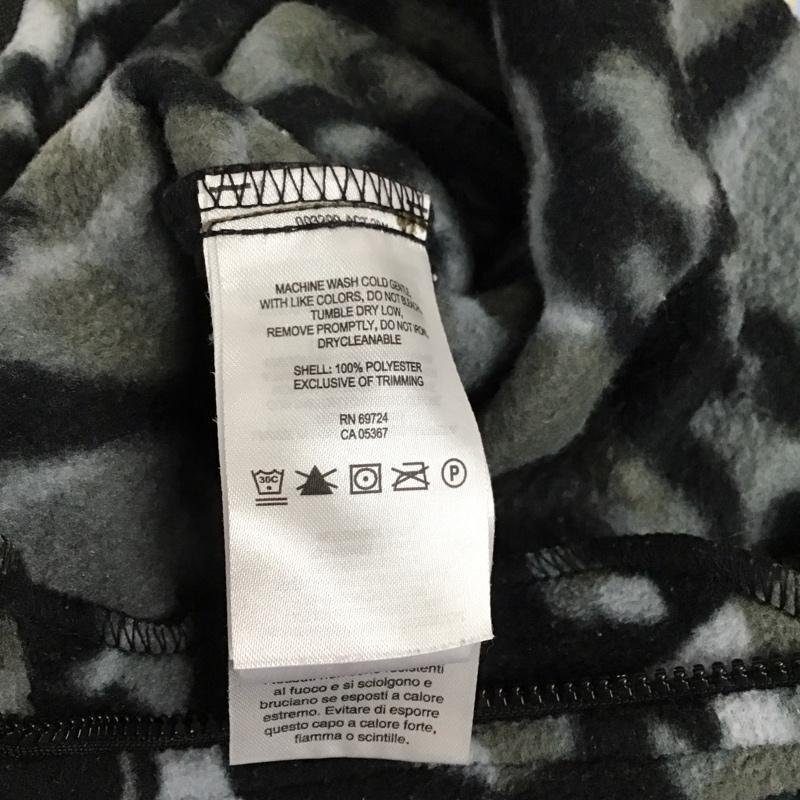 MACHINE WASH COLD GENTLE,
WITH LIKE COLORS, DO NOT BLEACH,
TUMBLE DRY LOW,
REMOVE PROMPTLY, DO NOT IRON,
DRYCLEANABLE
SHELL: 100% POLYESTER
EXCLUSIVE OF TRIMMING
RN 69724
CA 05367
30C
P
al fuoco e si sciolgono e
bruciano se esposti a calore
estremo. Evitare di esporre
questo capo a calore forte,
fiamma o scintille.